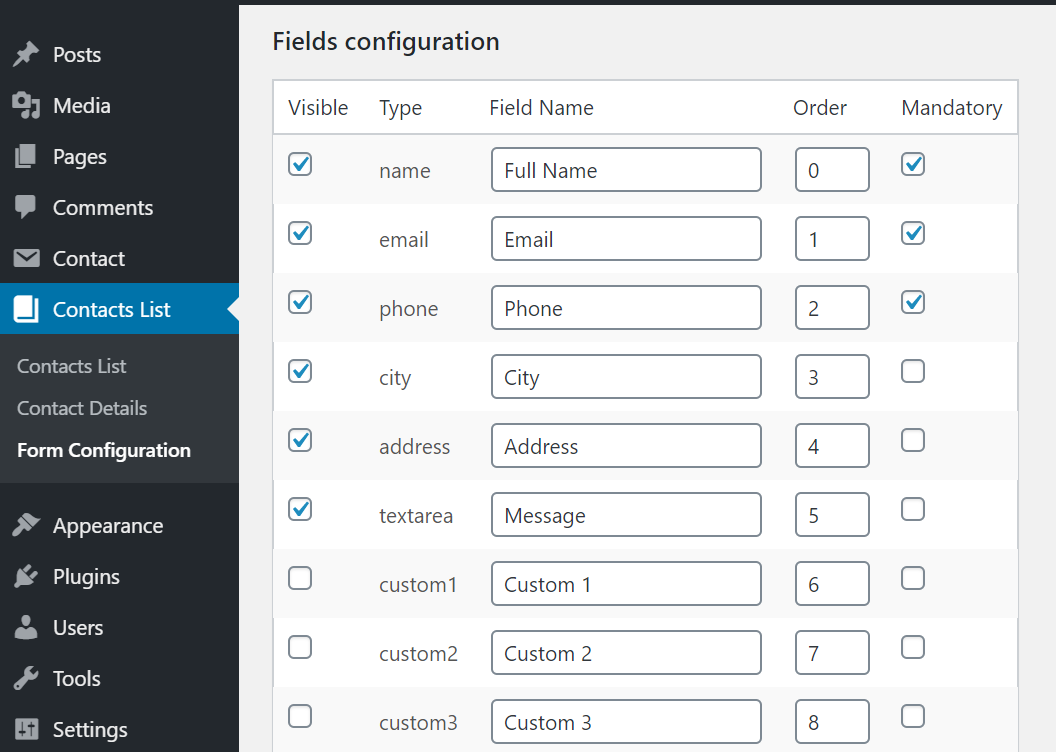 Posts
Media
Pages
Comments
Contact
Contacts List
Contacts List
Contact Details
Form Configuration
Appearance
Plugins
Users
Tools
Settings
Fields configuration
Visible Type Field Name Order Mandatory
name Full Name 0
email Email 1
phone Phone 2
city City 3
address Address 4
textarea Message 5
custom1 Custom 1 6
custom2 Custom 2 7
custom3 Custom 3 8